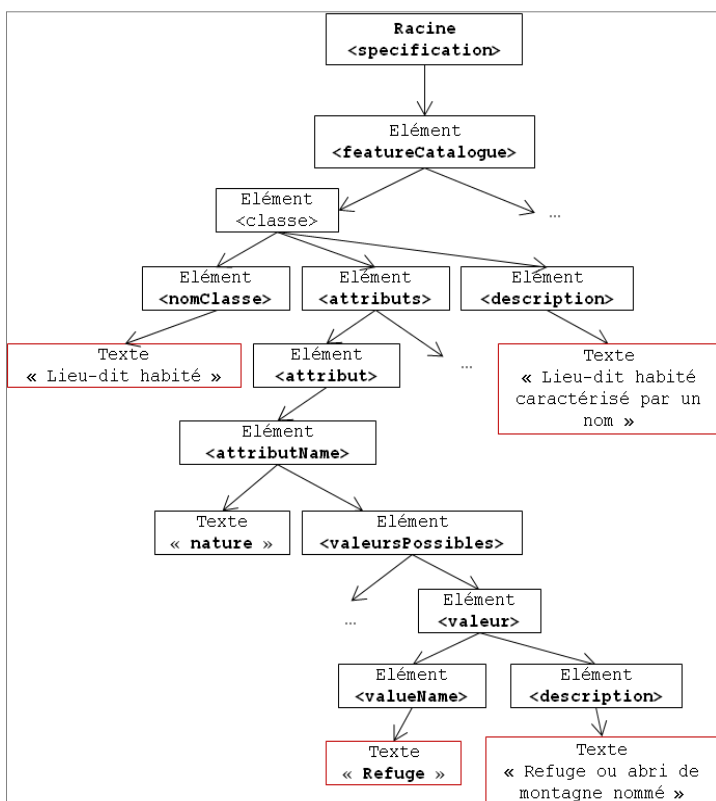 Racine
<specification>
Elément
<featureCatalogue>
Elément
<classe>
...
Elément
<nomClasse>
Elément
<attributs>
Elément
<description>
Texte
« Lieu-dit habité »
Elément
<attribut>
...
Texte
« Lieu-dit habité
caractérisé par un
nom »
Elément
<attributName>
Texte
« nature »
Elément
<valeursPossibles>
...
Elément
<valeur>
Elément
<valueName>
Elément
<description>
Texte
« Refuge »
Texte
« Refuge ou abri de
montagne nommé »